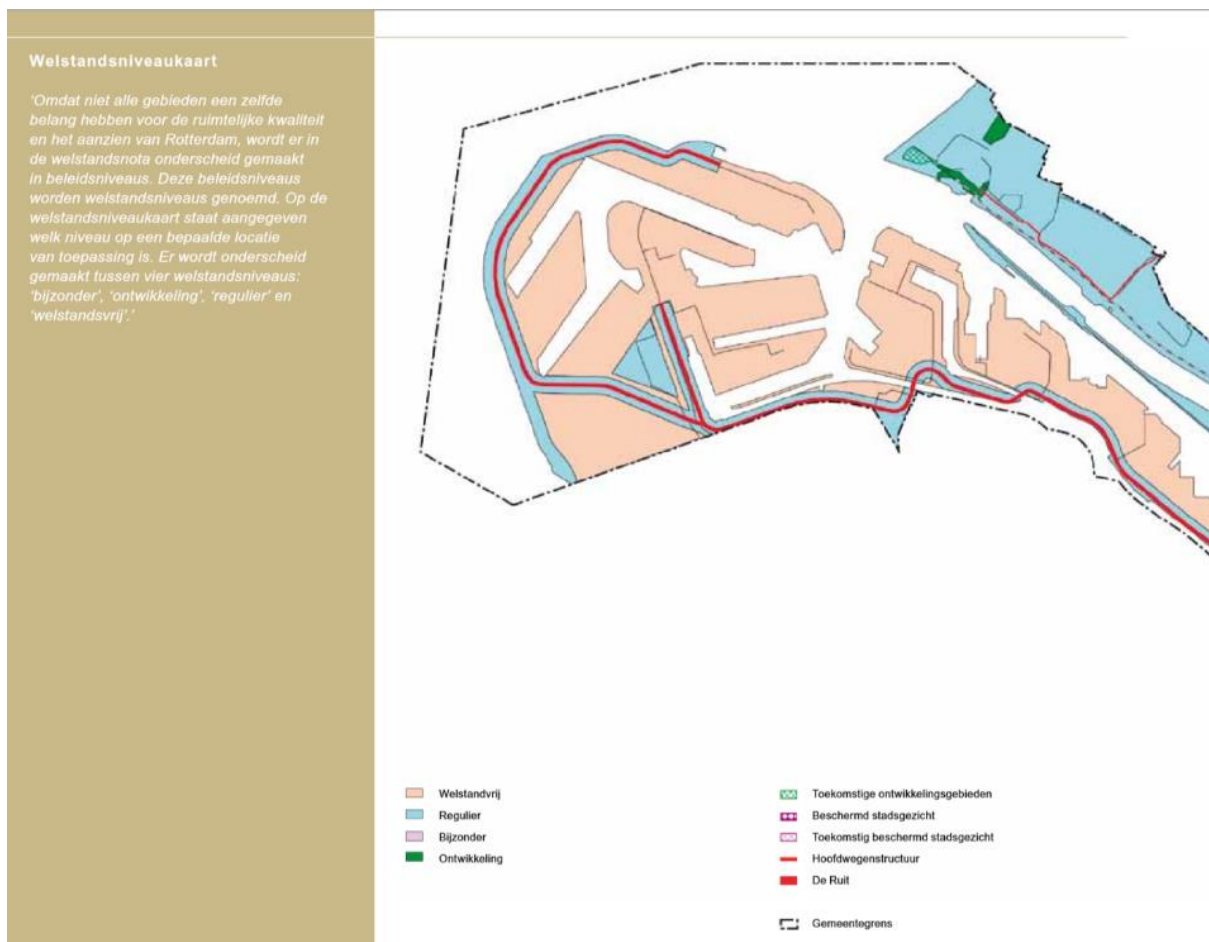 Welstandsniveaukaart
'Omdat niet alle gebieden een zelfde
belang hebben voor de ruimtelijke kwaliteit
en het aanzien van Rotterdam, wordt er in
de welstandsnota onderscheid gemaakt
in beleidsniveaus. Deze beleidsniveaus
worden welstandsniveaus genoemd. Op de
welstandsniveaukaart staat aangegeven
welk niveau op een bepaalde locatie
van toepassing is. Er wordt onderscheid
gemaakt tussen vier welstandsniveaus:
'bijzonder', 'ontwikkeling', 'regulier' en
'welstandsvrij'.'
Welstandvrij
Regulier
Bijzonder
Ontwikkeling
Toekomstige ontwikkelingsgebieden
Beschermd stadsgezicht
Toekomstig beschermd stadsgezicht
Hoofdwegenstructuur
De Ruit
Gemeentegrens